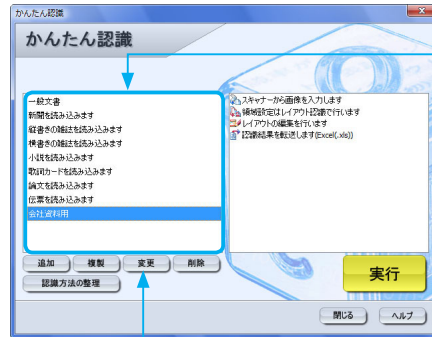 かんたん認識
かんたん認識
一般文書
新聞を読み込みます
縦書きの雑誌を読み込みます
横書きの雑誌を読み込みます
小説を読み込みます
歌詞カードを読み込みます
論文を読み込みます
伝票を読み込みます
会社資料用
スキャナーから画像を入力します
領域設定はレイアウト認識で行います
レイアウトの編集を行います
認識結果を転送します(Excel(.xls))
追加
複製
変更
削除
認識方法の整理
実行
閉じる
ヘルプ